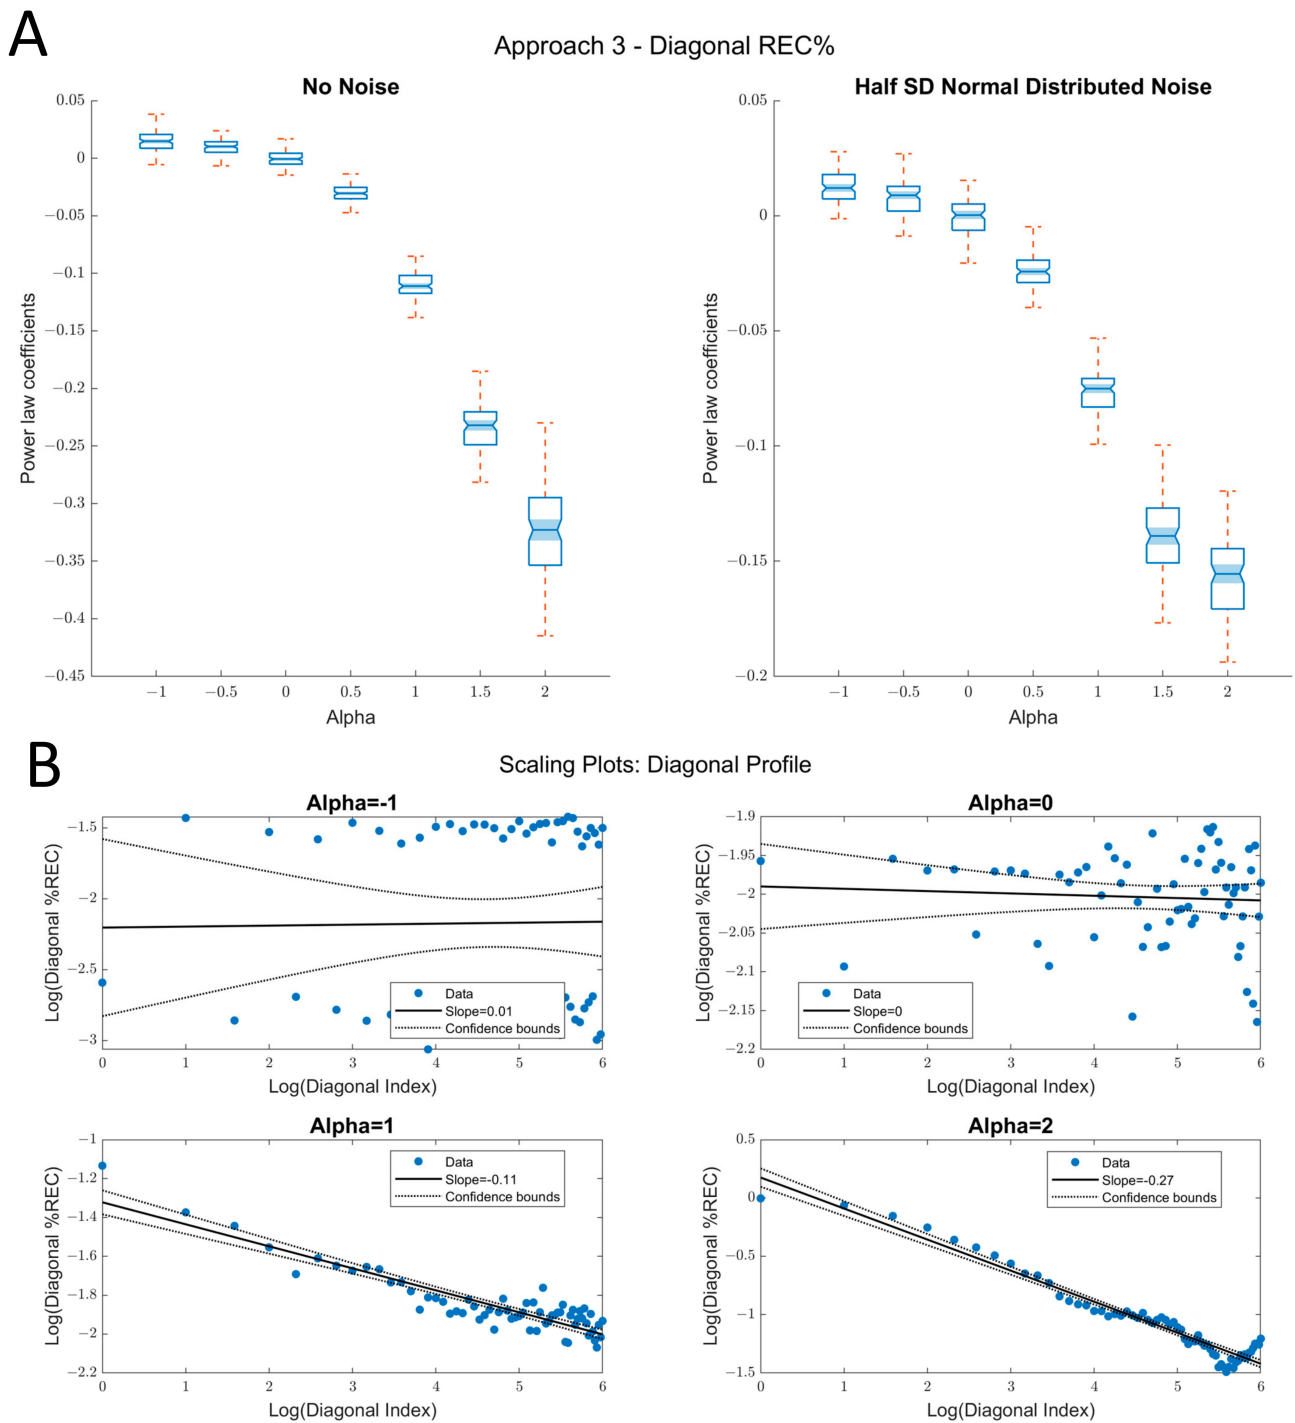 A
Approach 3 - Diagonal REC%
No Noise
0.05
0
−0.05
−0.1
−0.15
−0.2
−0.25
−0.3
−0.35
−0.4
−0.45
Power law coefficients
−1 −0.5 0 0.5 1 1.5 2
Alpha
Half SD Normal Distributed Noise
0.05
0
−0.05
−0.1
−0.15
−0.2
Power law coefficients
−1 −0.5 0 0.5 1 1.5 2
Alpha
B
Scaling Plots: Diagonal Profile
Alpha=-1
−1.5
−2
−2.5
−3
Log(Diagonal %REC)
Data
Slope=0.01
Confidence bounds
0 1 2 3 4 5 6
Log(Diagonal Index)
Alpha=0
−1.9
−1.95
−2
−2.05
−2.1
−2.15
−2.2
Log(Diagonal %REC)
Data
Slope=0
Confidence bounds
0 1 2 3 4 5 6
Log(Diagonal Index)
Alpha=1
−1
−1.2
−1.4
−1.6
−1.8
−2
−2.2
Log(Diagonal %REC)
Data
Slope=-0.11
Confidence bounds
0 1 2 3 4 5 6
Log(Diagonal Index)
Alpha=2
0.5
0
−0.5
−1
−1.5
Log(Diagonal %REC)
Data
Slope=-0.27
Confidence bounds
0 1 2 3 4 5 6
Log(Diagonal Index)